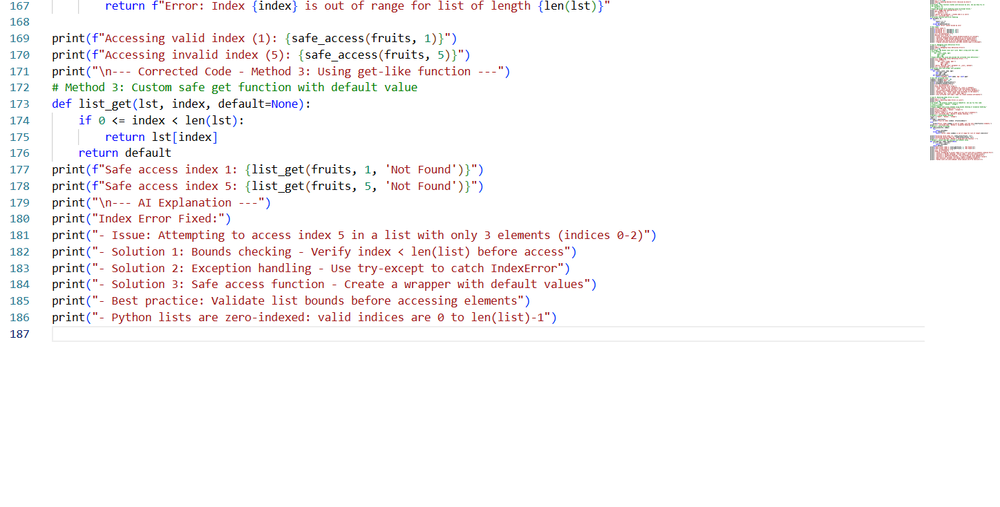 167         return f"Error: Index {index} is out of range for list of length {len(lst)}"
168
169 print(f"Accessing valid index (1): {safe_access(fruits, 1)}")
170 print(f"Accessing invalid index (5): {safe_access(fruits, 5)}")
171 print("\n--- Corrected Code - Method 3: Using get-like function ---")
172 # Method 3: Custom safe get function with default value
173 def list_get(lst, index, default=None):
174     if 0 <= index < len(lst):
175         return lst[index]
176     return default
177 print(f"Safe access index 1: {list_get(fruits, 1, 'Not Found')}")
178 print(f"Safe access index 5: {list_get(fruits, 5, 'Not Found')}")
179 print("\n--- AI Explanation ---")
180 print("Index Error Fixed:")
181 print("- Issue: Attempting to access index 5 in a list with only 3 elements (indices 0-2)")
182 print("- Solution 1: Bounds checking - Verify index < len(list) before access")
183 print("- Solution 2: Exception handling - Use try-except to catch IndexError")
184 print("- Solution 3: Safe access function - Create a wrapper with default values")
185 print("- Best practice: Validate list bounds before accessing elements")
186 print("- Python lists are zero-indexed: valid indices are 0 to len(list)-1")
187